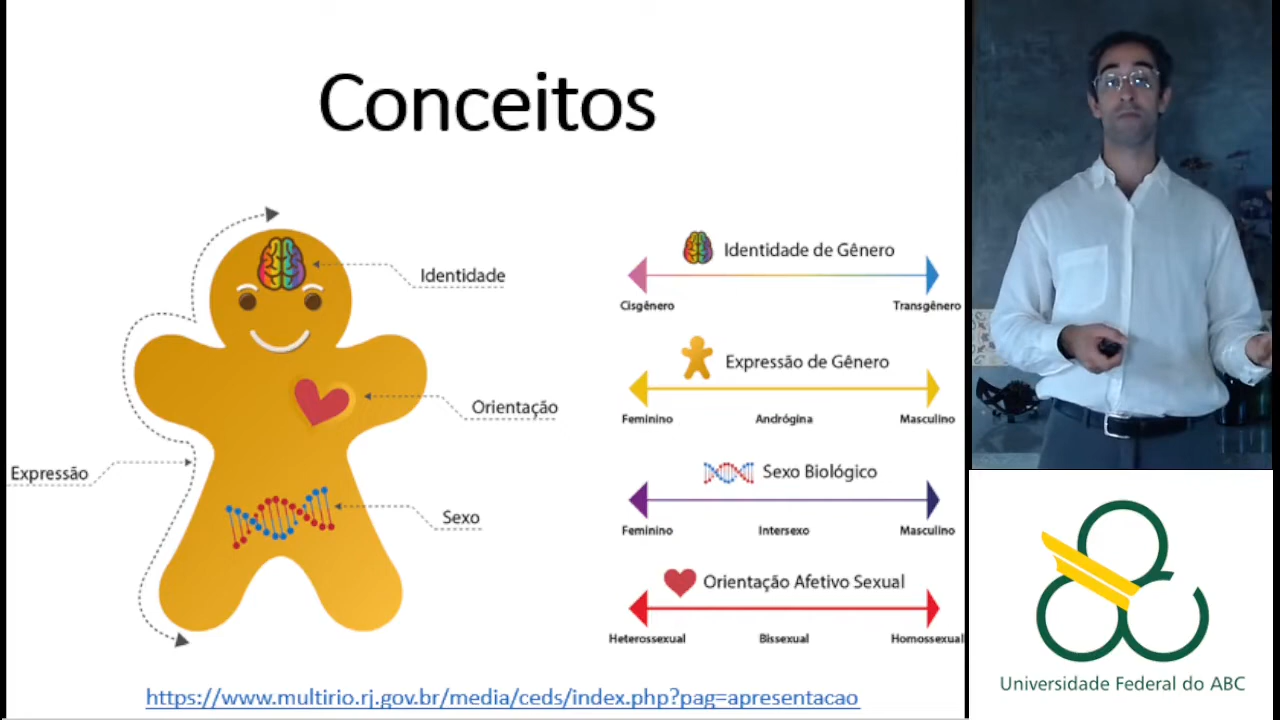 Conceitos
Identidade
Orientação
Expressão
Sexo
Identidade de Gênero
Cisgênero
Transgênero
Expressão de Gênero
Feminino
Andrógina
Masculino
Sexo Biológico
Feminino
Intersexo
Masculino
Orientação Afetivo Sexual
Heterossexual
Bissexual
Homossexual
https://www.multirio.rj.gov.br/media/ceds/index.php?pag=apresentacao
Universidade Federal do ABC